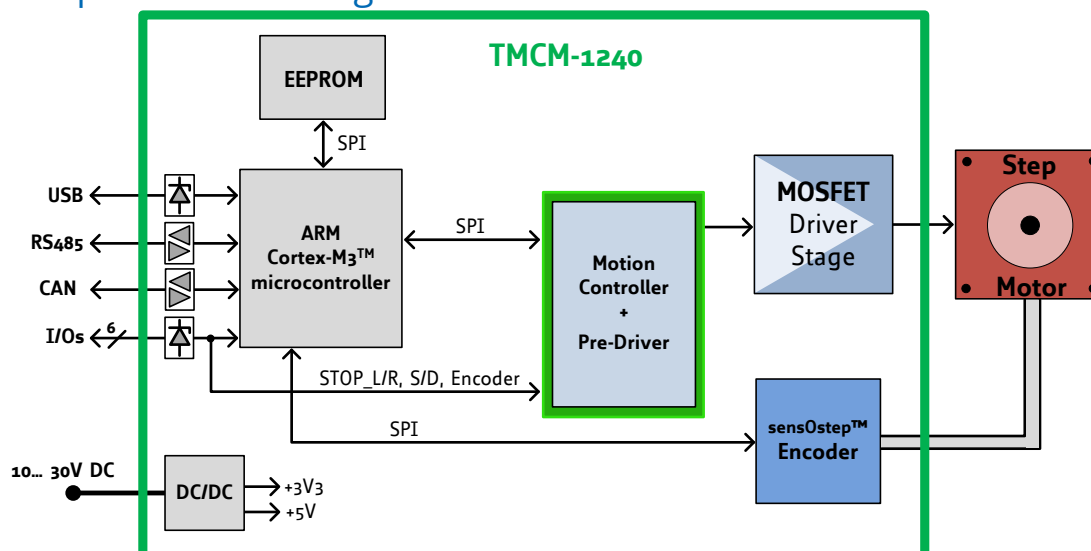 TMCM-1240
EEPROM
SPI
USB
RS485
CAN
I/Os
6
ARM
Cortex-M3™
microcontroller
SPI
Motion
Controller
+
Pre-Driver
MOSFET
Driver
Stage
Step
Motor
STOP_L/R, S/D, Encoder
SPI
sensOstep™
Encoder
10... 30V DC
DC/DC
+3V3
+5V